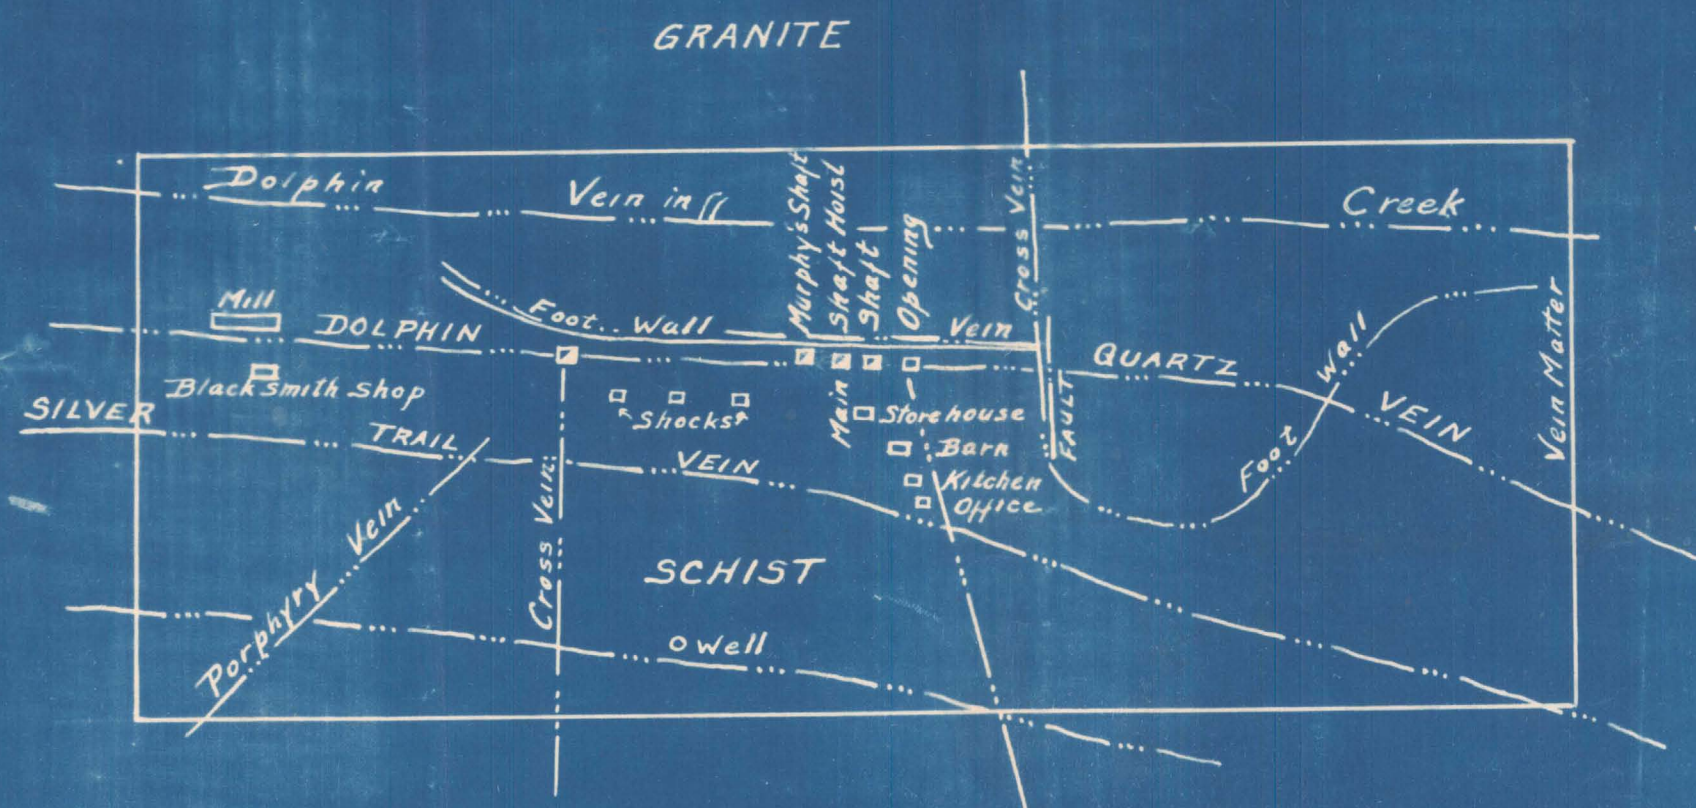 GRANITE
Dolphin Vein in Creek
Murphy's Shaft
Main Shaft Hoist
Shaft
Opening
Cross Vein
Mill
DOLPHIN QUARTZ VEIN
Foot Wall Vein
Blacksmith Shop
Shocks
Storehouse
Barn
Kitchen
Office
FAULT
Foot Wall
Vein Matter
SILVER TRAIL VEIN
Porphyry Vein
Cross Vein
SCHIST
Well